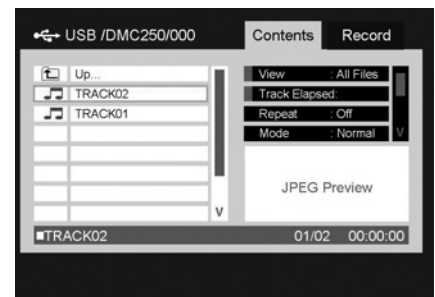 USB /DMC250/000
Contents
Record
Up...
TRACK02
TRACK01
View : All Files
Track Elapsed:
Repeat : Off
Mode : Normal
V
JPEG Preview
V
■TRACK02 01/02 00:00:00